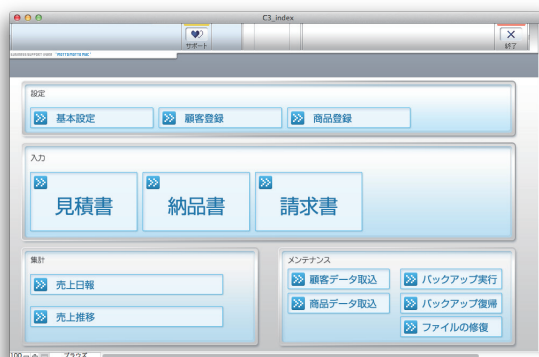 C3_index
サポート
終了
設定
基本設定
顧客登録
商品登録
入力
見積書
納品書
請求書
集計
売上日報
売上推移
メンテナンス
顧客データ取込
バックアップ実行
商品データ取込
バックアップ復帰
ファイルの修復
100
ブラウズ